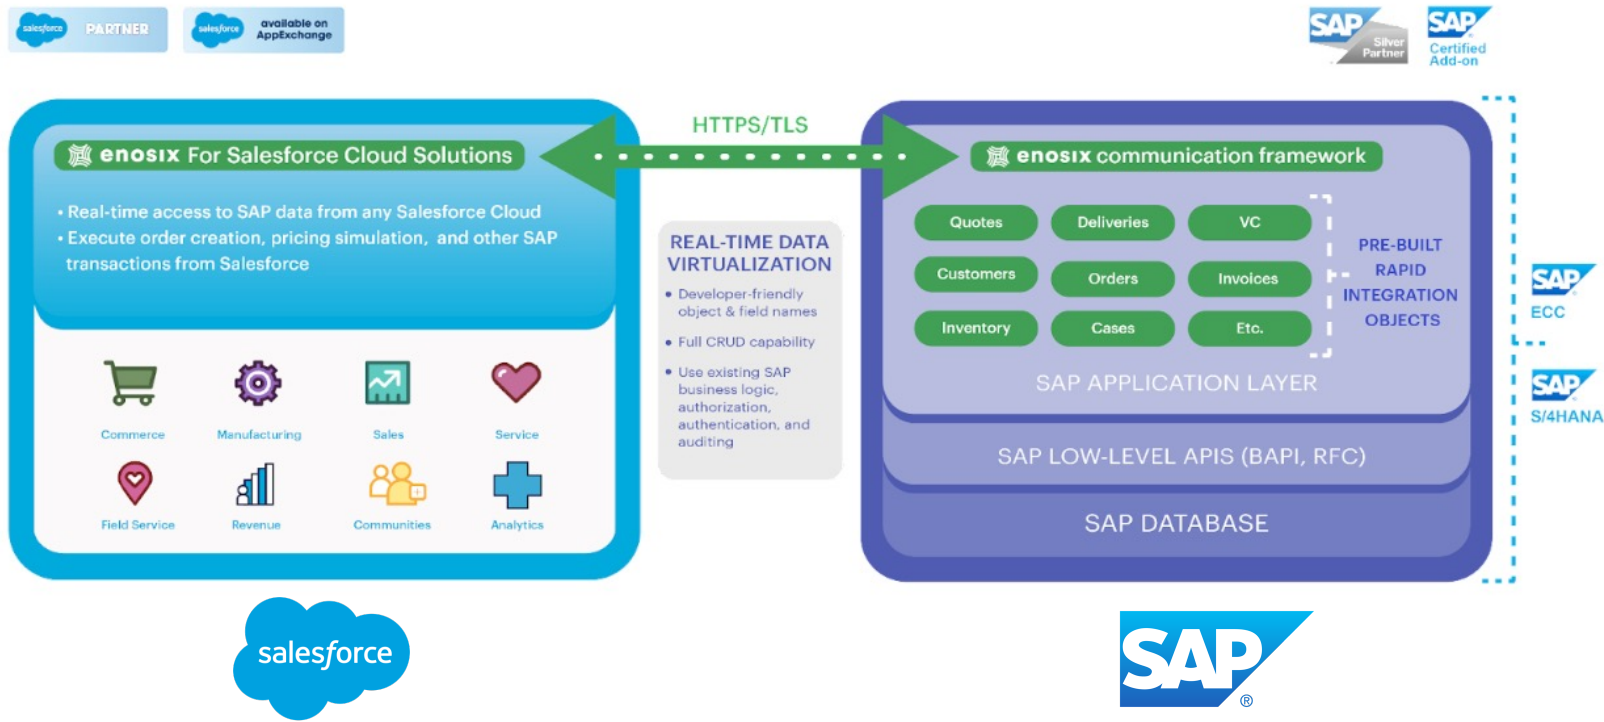 salesforce PARTNER
salesforce available on
AppExchange
SAP
Silver
Partner
SAP
Certified
Add-on
enosix For Salesforce Cloud Solutions
• Real-time access to SAP data from any Salesforce Cloud
• Execute order creation, pricing simulation, and other SAP
transactions from Salesforce
Commerce
Manufacturing
Sales
Service
Field Service
Revenue
Communities
Analytics
salesforce
HTTPS/TLS
REAL-TIME DATA
VIRTUALIZATION
• Developer-friendly
object & field names
• Full CRUD capability
• Use existing SAP
business logic,
authorization,
authentication, and
auditing
enosix communication framework
Quotes
Deliveries
VC
Customers
Orders
Invoices
Inventory
Cases
Etc.
PRE-BUILT
RAPID
INTEGRATION
OBJECTS
SAP APPLICATION LAYER
SAP LOW-LEVEL APIS (BAPI, RFC)
SAP DATABASE
SAP
ECC
SAP
S/4HANA
SAP®